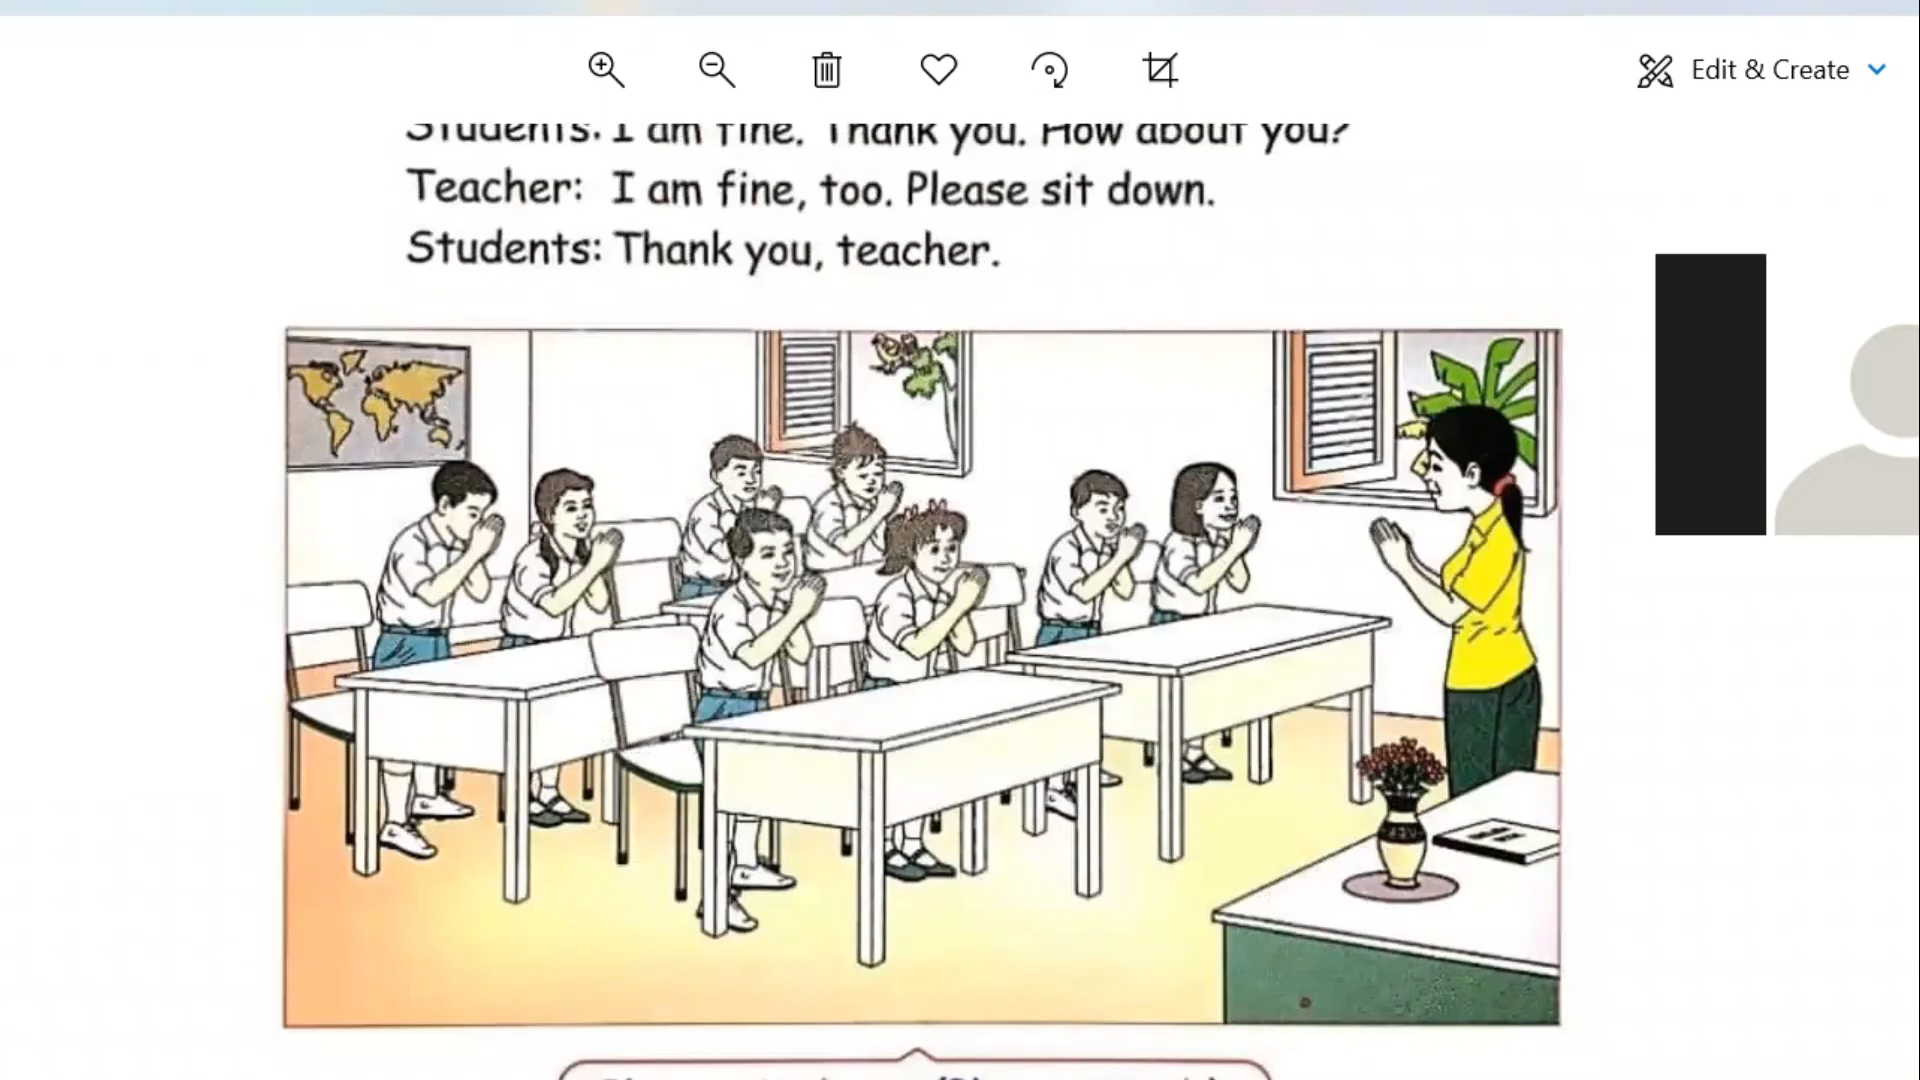 Edit & Create
Students: I am fine. Thank you. How about you?
Teacher: I am fine, too. Please sit down.
Students: Thank you, teacher.